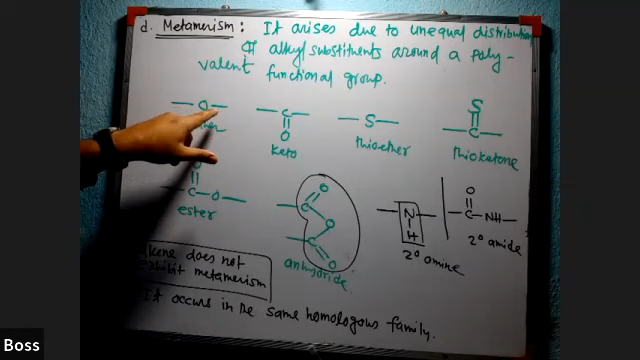 d. Metamerism : It arises due to unequal distribution
of alkyl substituents around a poly-
valent functional group.
— O —
— C —
O
keto
— S —
thioether
S
— C —
thioketone
O
— C — O —
ester
C O
O
C O
anhydride
— N —
H
2° amine
O
— C — NH —
2° amide
alkene does not
exhibit metamerism
It occurs in the same homologous family.
Boss